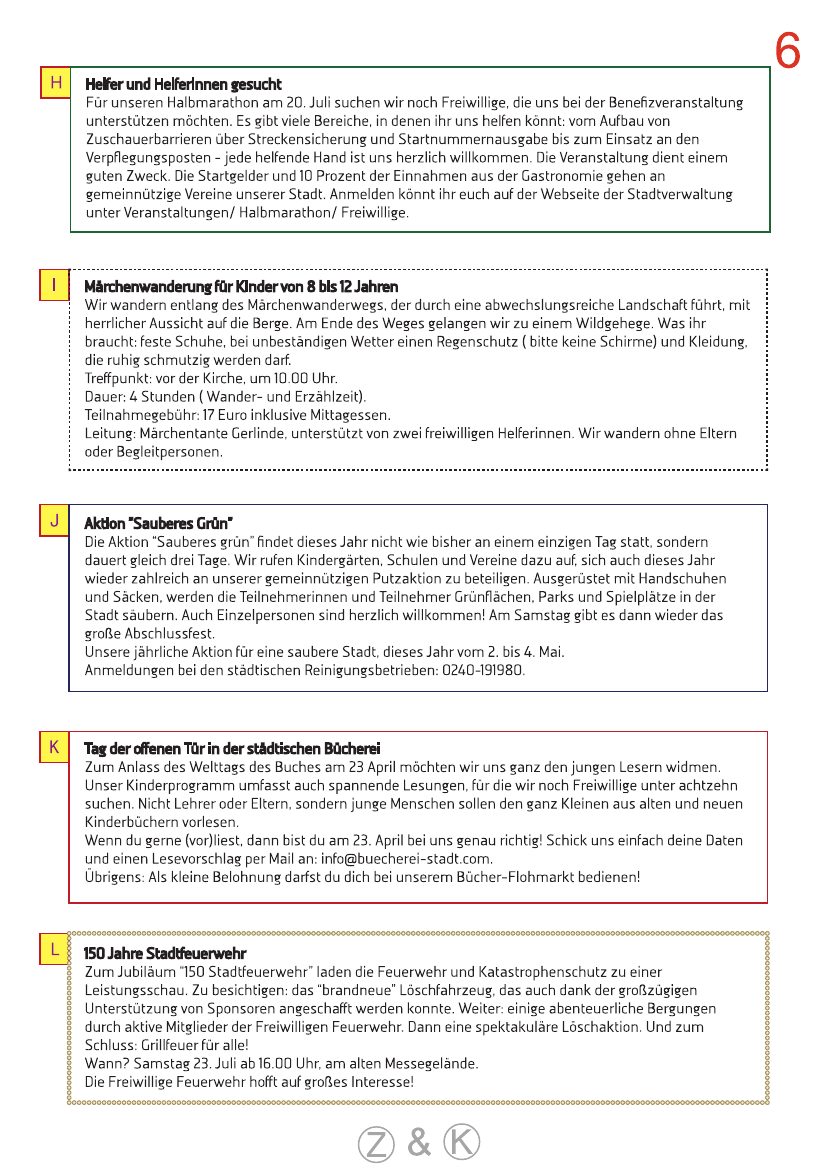 6
H
Helfer und HelferInnen gesucht
Für unseren Halbmarathon am 20. Juli suchen wir noch Freiwillige, die uns bei der Benefizveranstaltung
unterstützen möchten. Es gibt viele Bereiche, in denen ihr uns helfen könnt: vom Aufbau von
Zuschauerbarrieren über Streckensicherung und Startnummernausgabe bis zum Einsatz an den
Verpflegungsposten - jede helfende Hand ist uns herzlich willkommen. Die Veranstaltung dient einem
guten Zweck. Die Startgelder und 10 Prozent der Einnahmen aus der Gastronomie gehen an
gemeinnützige Vereine unserer Stadt. Anmelden könnt ihr euch auf der Webseite der Stadtverwaltung
unter Veranstaltungen/ Halbmarathon/ Freiwillige.
I
Märchenwanderung für Kinder von 8 bis 12 Jahren
Wir wandern entlang des Märchenwanderwegs, der durch eine abwechslungsreiche Landschaft führt, mit
herrlicher Aussicht auf die Berge. Am Ende des Weges gelangen wir zu einem Wildgehege. Was ihr
braucht: feste Schuhe, bei unbeständigen Wetter einen Regenschutz ( bitte keine Schirme) und Kleidung,
die ruhig schmutzig werden darf.
Treffpunkt: vor der Kirche, um 10.00 Uhr.
Dauer: 4 Stunden ( Wander- und Erzählzeit).
Teilnahmegebühr: 17 Euro inklusive Mittagessen.
Leitung: Märchentante Gerlinde, unterstützt von zwei freiwilligen Helferinnen. Wir wandern ohne Eltern
oder Begleitpersonen.
J
Aktion "Sauberes Grün"
Die Aktion "Sauberes grün" findet dieses Jahr nicht wie bisher an einem einzigen Tag statt, sondern
dauert gleich drei Tage. Wir rufen Kindergärten, Schulen und Vereine dazu auf, sich auch dieses Jahr
wieder zahlreich an unserer gemeinnützigen Putzaktion zu beteiligen. Ausgerüstet mit Handschuhen
und Säcken, werden die Teilnehmerinnen und Teilnehmer Grünflächen, Parks und Spielplätze in der
Stadt säubern. Auch Einzelpersonen sind herzlich willkommen! Am Samstag gibt es dann wieder das
große Abschlussfest.
Unsere jährliche Aktion für eine saubere Stadt, dieses Jahr vom 2. bis 4. Mai.
Anmeldungen bei den städtischen Reinigungsbetrieben: 0240-191980.
K
Tag der offenen Tür in der städtischen Bücherei
Zum Anlass des Welttags des Buches am 23 April möchten wir uns ganz den jungen Lesern widmen.
Unser Kinderprogramm umfasst auch spannende Lesungen, für die wir noch Freiwillige unter achtzehn
suchen. Nicht Lehrer oder Eltern, sondern junge Menschen sollen den ganz Kleinen aus alten und neuen
Kinderbüchern vorlesen.
Wenn du gerne (vor)liest, dann bist du am 23. April bei uns genau richtig! Schick uns einfach deine Daten
und einen Lesevorschlag per Mail an: info@buecherei-stadt.com.
Übrigens: Als kleine Belohnung darfst du dich bei unserem Bücher-Flohmarkt bedienen!
L
150 Jahre Stadtfeuerwehr
Zum Jubiläum "150 Stadtfeuerwehr" laden die Feuerwehr und Katastrophenschutz zu einer
Leistungsschau. Zu besichtigen: das "brandneue" Löschfahrzeug, das auch dank der großzügigen
Unterstützung von Sponsoren angeschafft werden konnte. Weiter: einige abenteuerliche Bergungen
durch aktive Mitglieder der Freiwilligen Feuerwehr. Dann eine spektakuläre Löschaktion. Und zum
Schluss: Grillfeuer für alle!
Wann? Samstag 23. Juli ab 16.00 Uhr, am alten Messegelände.
Die Freiwillige Feuerwehr hofft auf großes Interesse!
Z & K